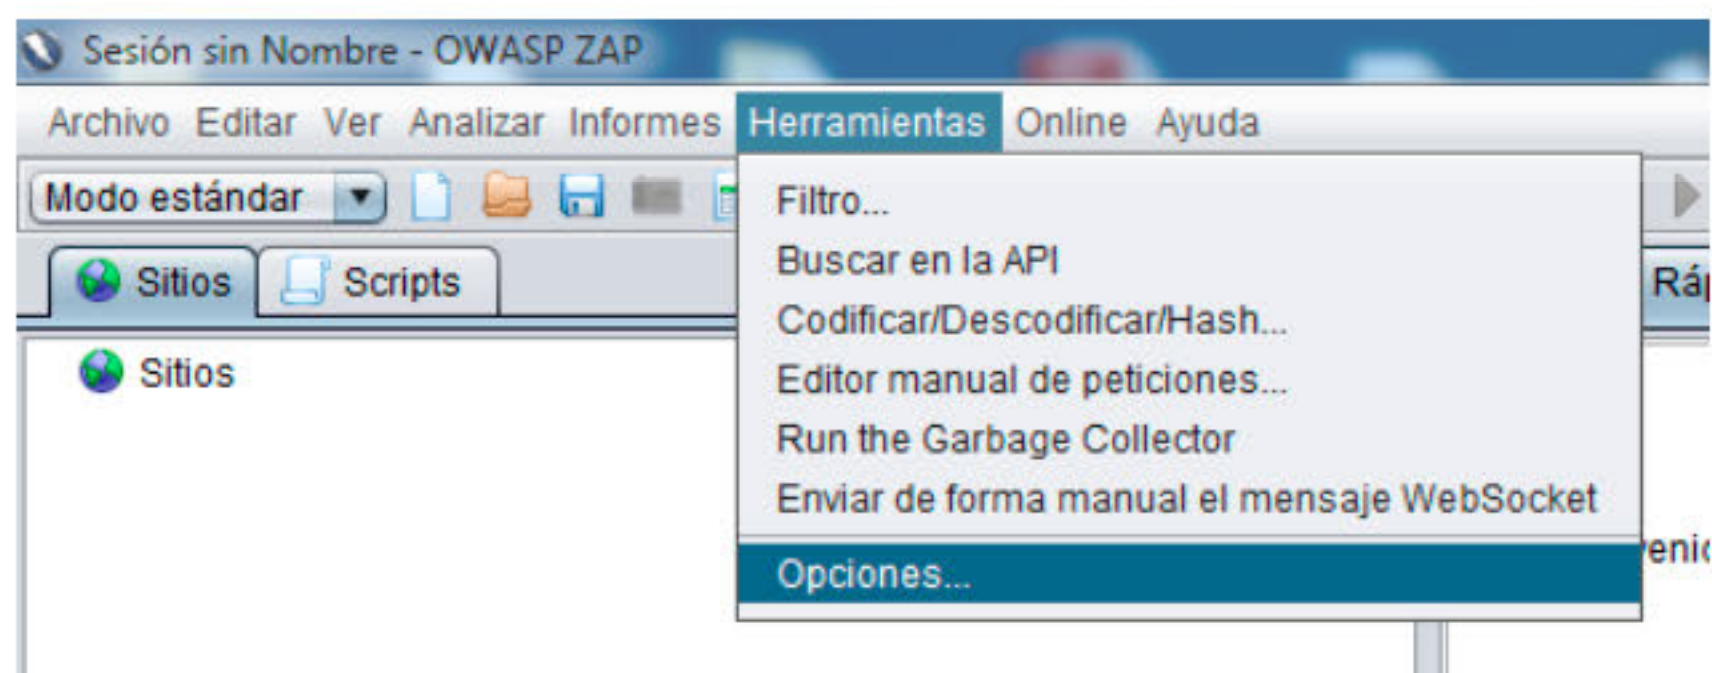 Sesión sin Nombre - OWASP ZAP
Archivo Editar Ver Analizar Informes Herramientas Online Ayuda
Modo estándar
Sitios Scripts
Sitios
Filtro...
Buscar en la API
Codificar/Descodificar/Hash...
Editor manual de peticiones...
Run the Garbage Collector
Enviar de forma manual el mensaje WebSocket
Opciones...